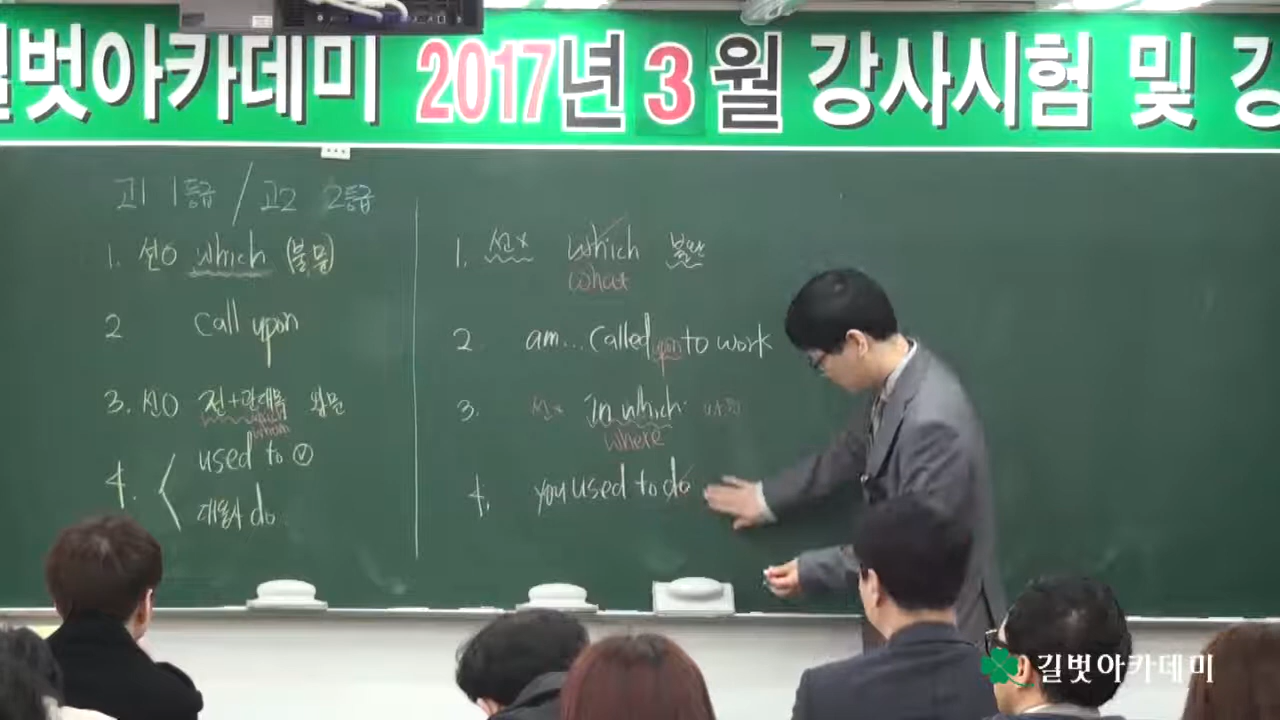 길벗아카데미 2017년 3월 강사시험 및 강
고1 1등급 / 고2 2등급
1. 선O which (불,문)
2 call upon
3. 선O 전+관대
which
whom
4. used to
대동사 do
1. 선x which 불완
what
2. am... called upon to work
3. 선x in which
where
4. you used to do
길벗아카데미